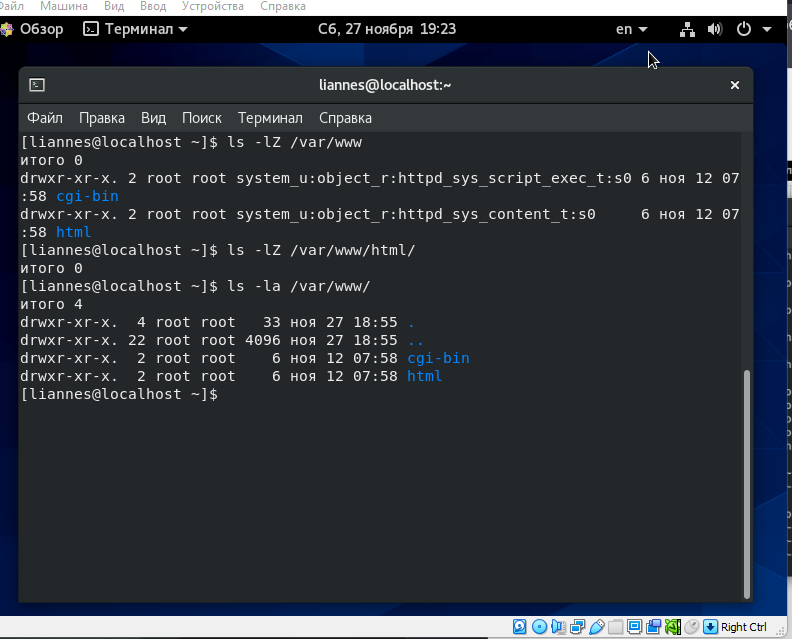 Файл Машина Вид Ввод Устройства Справка
Обзор Терминал Сб, 27 ноября 19:23 en
liannes@localhost:~
Файл Правка Вид Поиск Терминал Справка
[liannes@localhost ~]$ ls -lZ /var/www
итого 0
drwxr-xr-x. 2 root root system_u:object_r:httpd_sys_script_exec_t:s0 6 ноя 12 07
:58 cgi-bin
drwxr-xr-x. 2 root root system_u:object_r:httpd_sys_content_t:s0     6 ноя 12 07
:58 html
[liannes@localhost ~]$ ls -lZ /var/www/html/
итого 0
[liannes@localhost ~]$ ls -la /var/www/
итого 4
drwxr-xr-x.  4 root root   33 ноя 27 18:55 .
drwxr-xr-x. 22 root root 4096 ноя 27 18:55 ..
drwxr-xr-x.  2 root root    6 ноя 12 07:58 cgi-bin
drwxr-xr-x.  2 root root    6 ноя 12 07:58 html
[liannes@localhost ~]$
Right Ctrl